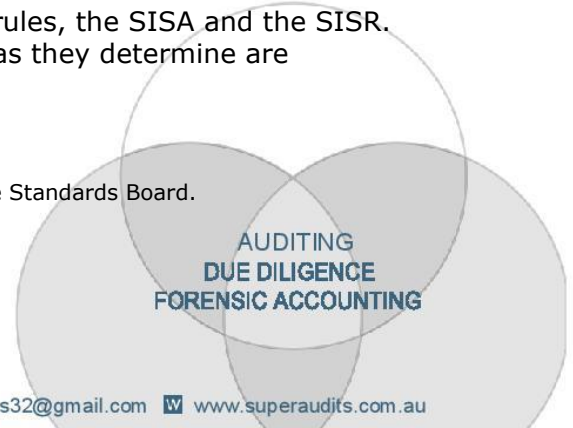 rules, the SISA and the SISR.
as they determine are
Standards Board.
AUDITING
DUE DILIGENCE
FORENSIC ACCOUNTING
s32@gmail.com W www.superaudits.com.au